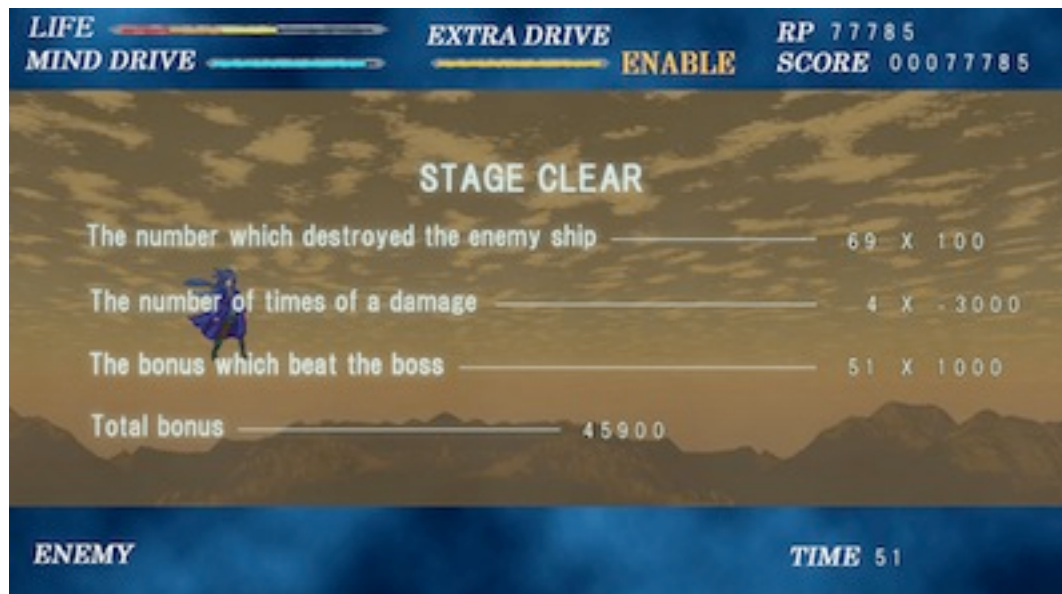 LIFE EXTRA DRIVE RP 77785
MIND DRIVE ENABLE SCORE 00077785
STAGE CLEAR
The number which destroyed the enemy ship 69 X 100
The number of times of a damage 4 X -3000
The bonus which beat the boss 51 X 1000
Total bonus 45900
ENEMY TIME 51